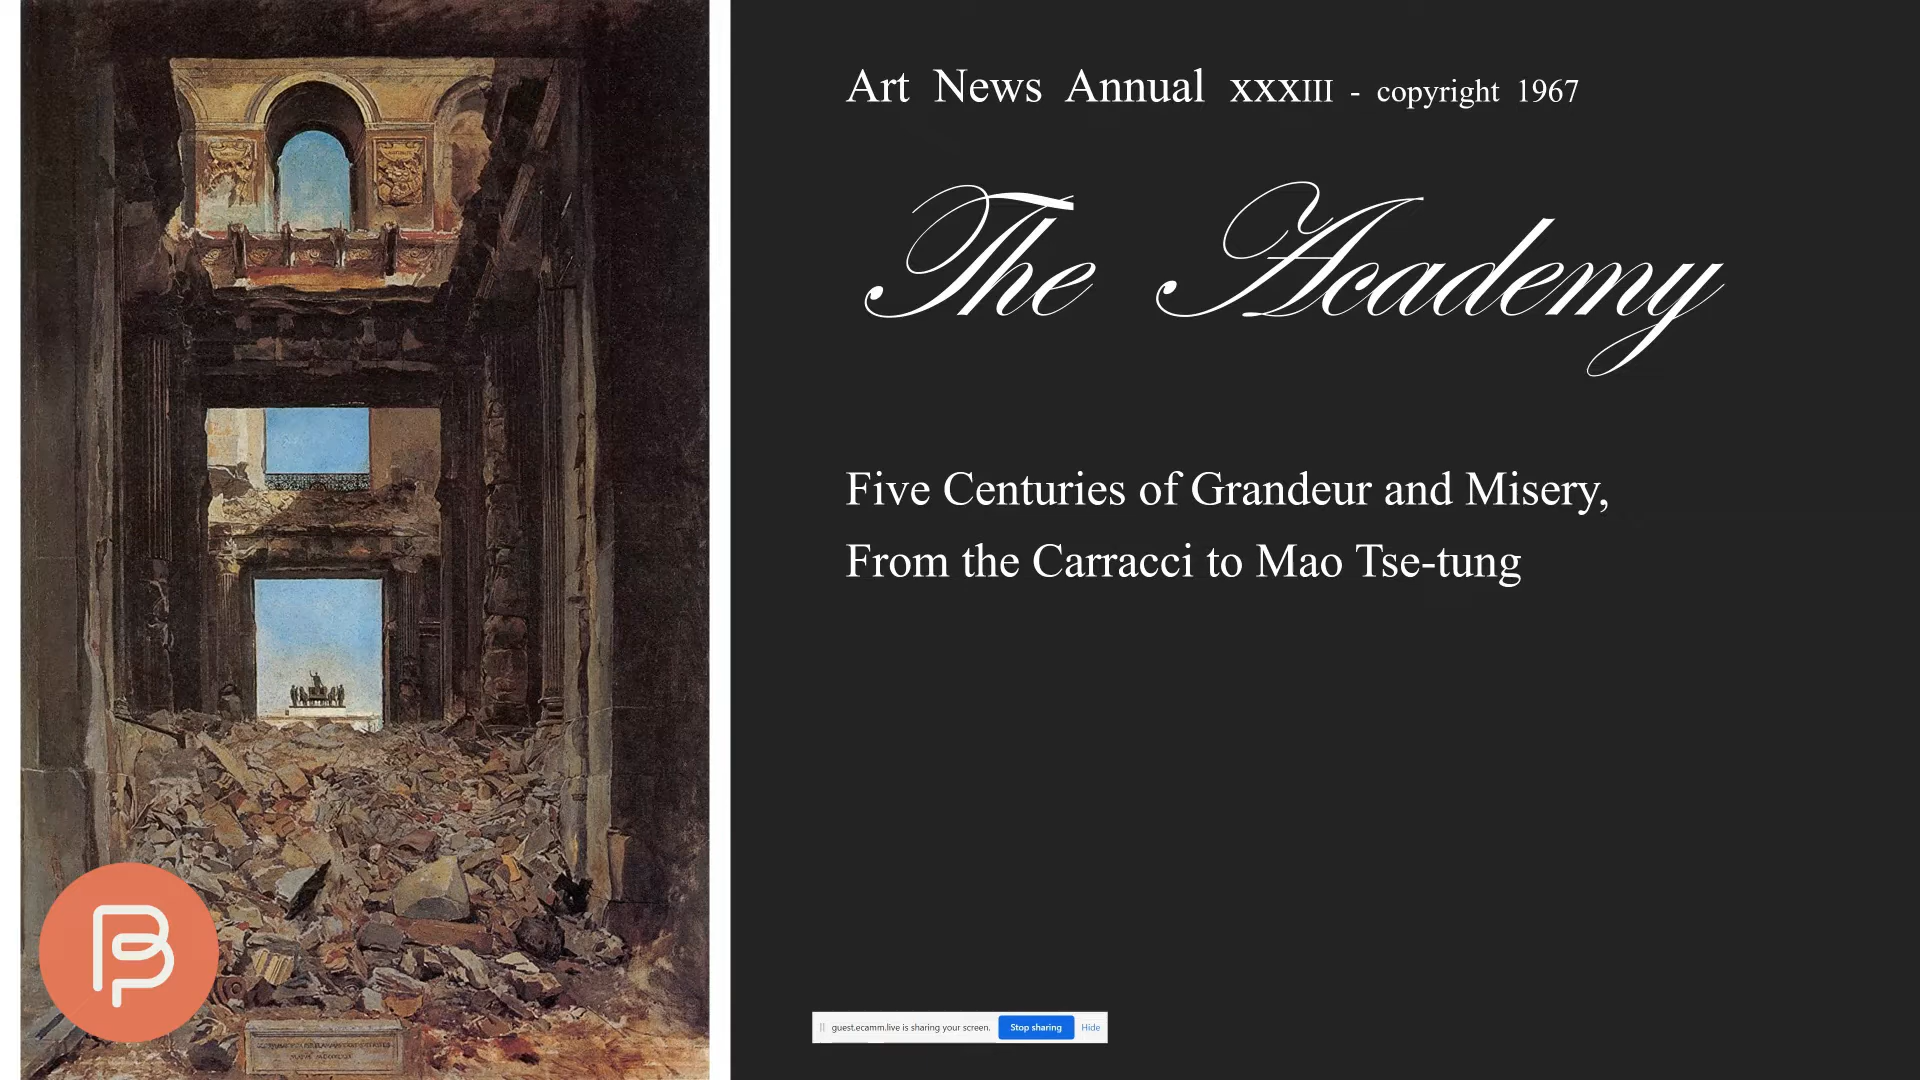 Art News Annual XXXIII - copyright 1967
The Academy
Five Centuries of Grandeur and Misery,
From the Carracci to Mao Tse-tung
guest.ecamm.live is sharing your screen. Stop sharing Hide